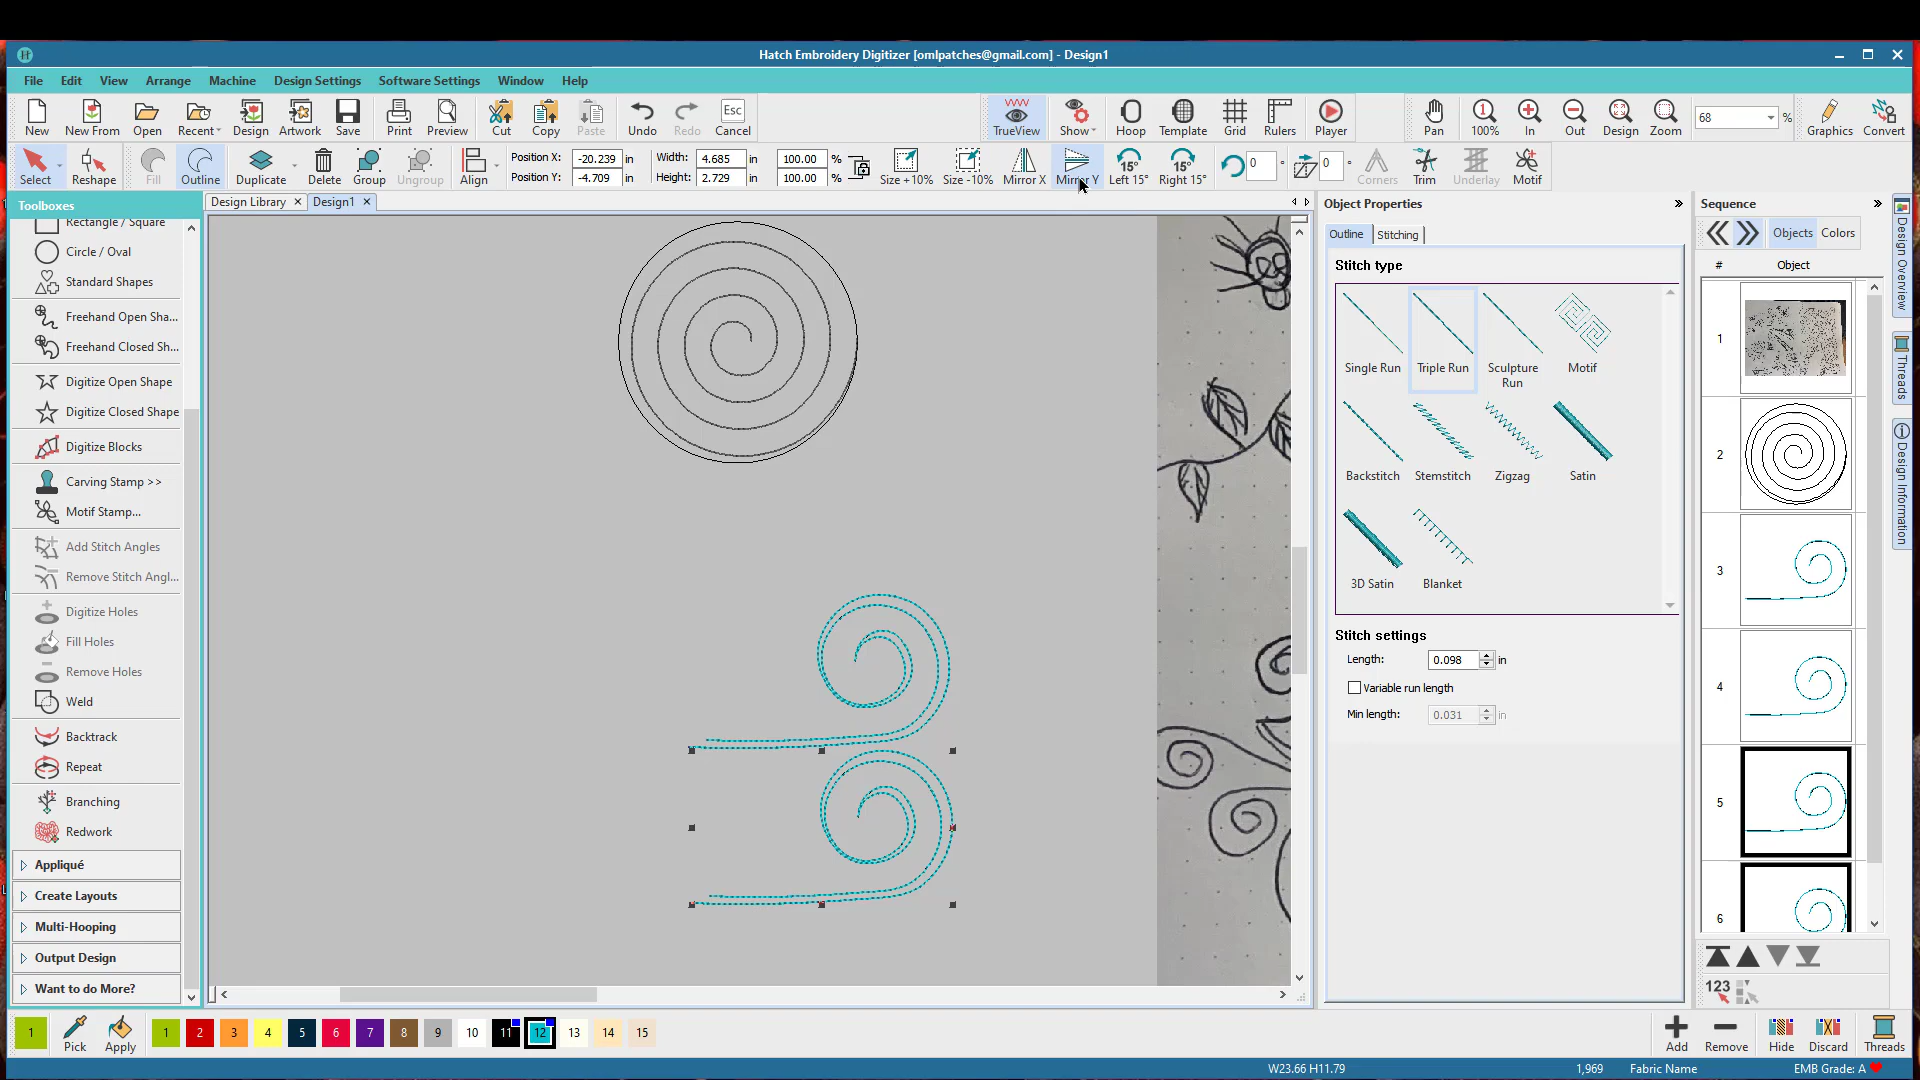 Hatch Embroidery Digitizer [omlpatches@gmail.com] - Design1
File Edit View Arrange Machine Design Settings Software Settings Window Help
New New From Open Recent Design Artwork Save Print Preview Cut Copy Paste Undo Redo Esc Cancel TrueView Show Hoop Template Grid Rulers Player Pan 1 100% In Out Design Zoom 68 % Graphics Convert
Select Reshape Fill Outline Duplicate Delete Group Ungroup Align Position X: -20.239 in Width: 4.685 in 100.00 % Size +10% Size -10% Mirror X Mirror Y 15° Left 15° 15° Right 15° 0 ° 0 ° Corners Trim Underlay Motif
Position Y: -4.709 in Height: 2.729 in 100.00 %
Toolboxes
Design Library Design1
Rectangle / Square
Circle / Oval
Standard Shapes
Freehand Open Sha...
Freehand Closed Sh...
Digitize Open Shape
Digitize Closed Shape
Digitize Blocks
Carving Stamp >>
Motif Stamp...
Add Stitch Angles
Remove Stitch Angl...
Digitize Holes
Fill Holes
Remove Holes
Weld
Backtrack
Repeat
Branching
Redwork
Appliqué
Create Layouts
Multi-Hooping
Output Design
Want to do More?
Object Properties
Outline Stitching
Stitch type
Single Run Triple Run Sculpture Run Motif
Backstitch Stemstitch Zigzag Satin
3D Satin Blanket
Stitch settings
Length: 0.098 in
Variable run length
Min length: 0.031 in
Sequence
Objects Colors
# Object
1
2
3
4
5
6
123
Design Overview
Threads
Design Information
1 Pick Apply 1 2 3 4 5 6 7 8 9 10 11 12 13 14 15 Add Remove Hide Discard Threads
W23.66 H11.79 1,969 Fabric Name EMB Grade: A